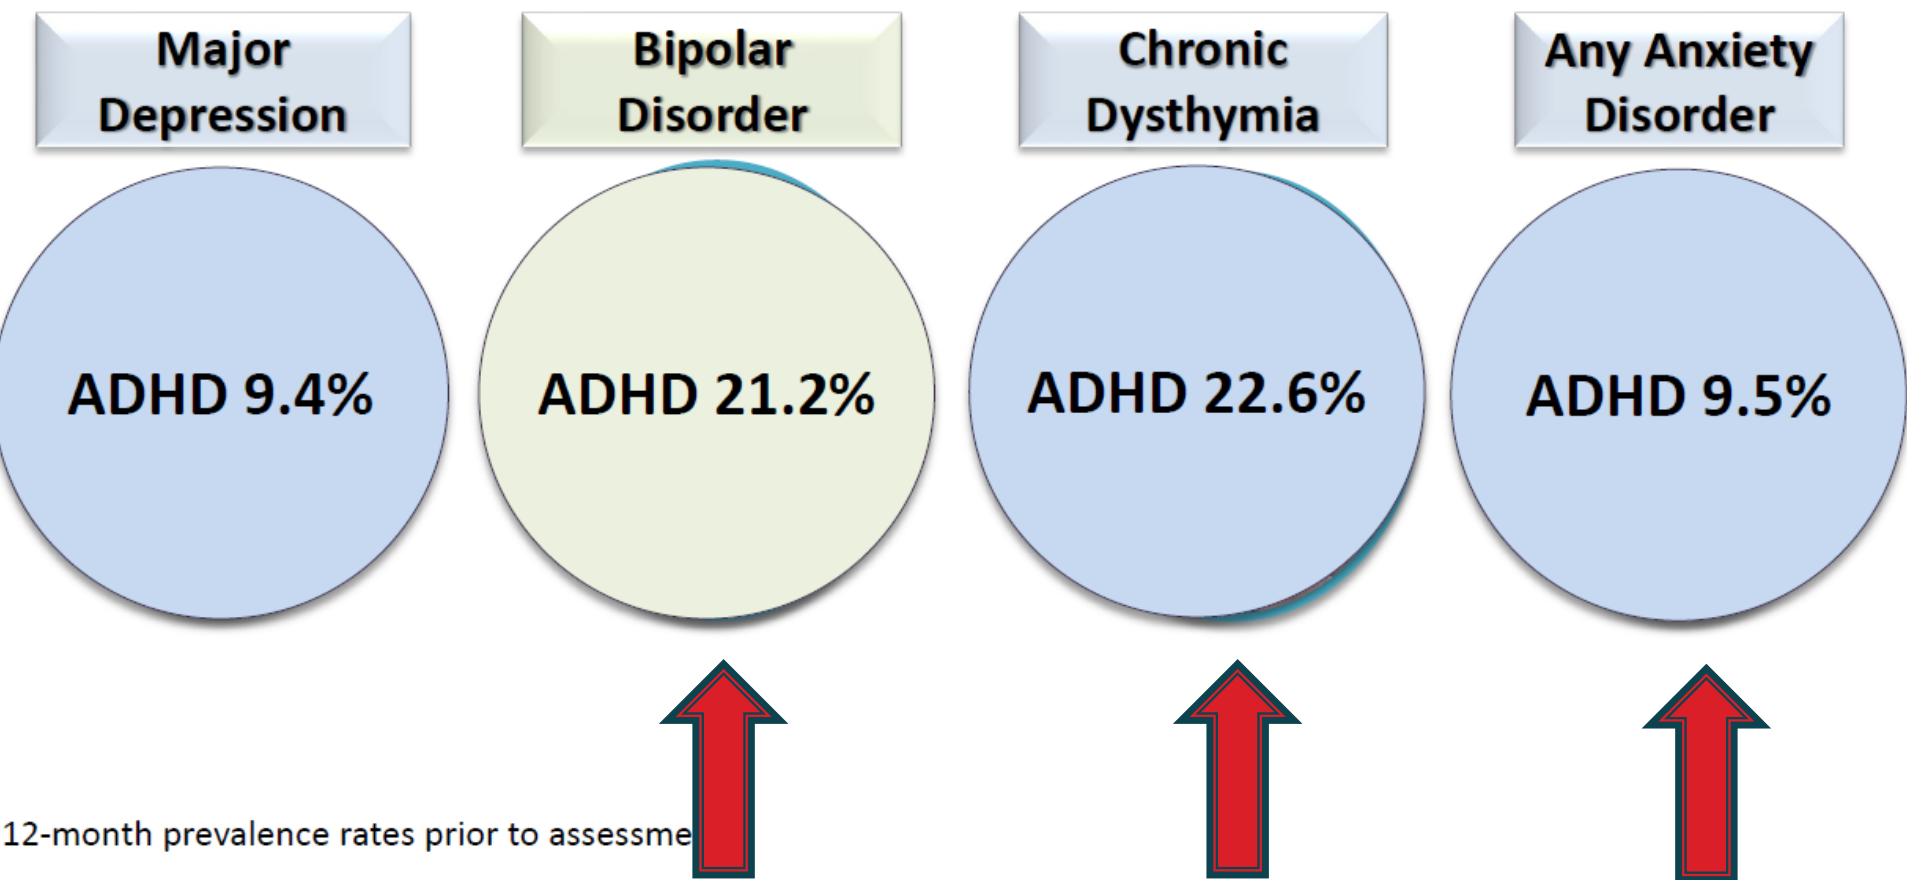 Major
Depression
Bipolar
Disorder
Chronic
Dysthymia
Any Anxiety
Disorder
ADHD 9.4%
ADHD 21.2%
ADHD 22.6%
ADHD 9.5%
12-month prevalence rates prior to assessme